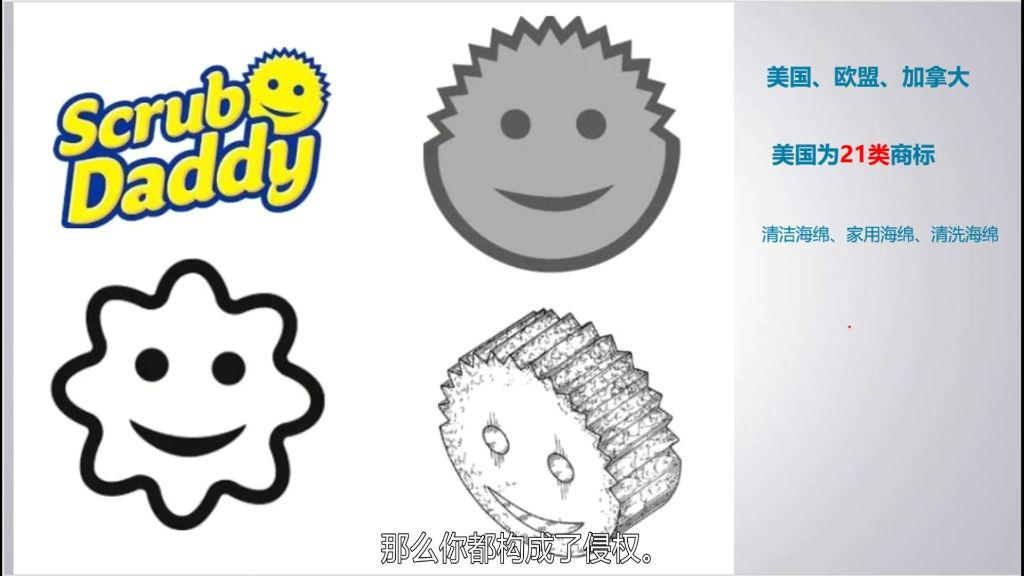 Scrub
Daddy
美国、欧盟、加拿大
美国为21类商标
清洁海绵、家用海绵、清洗海绵
那么你都构成了侵权。